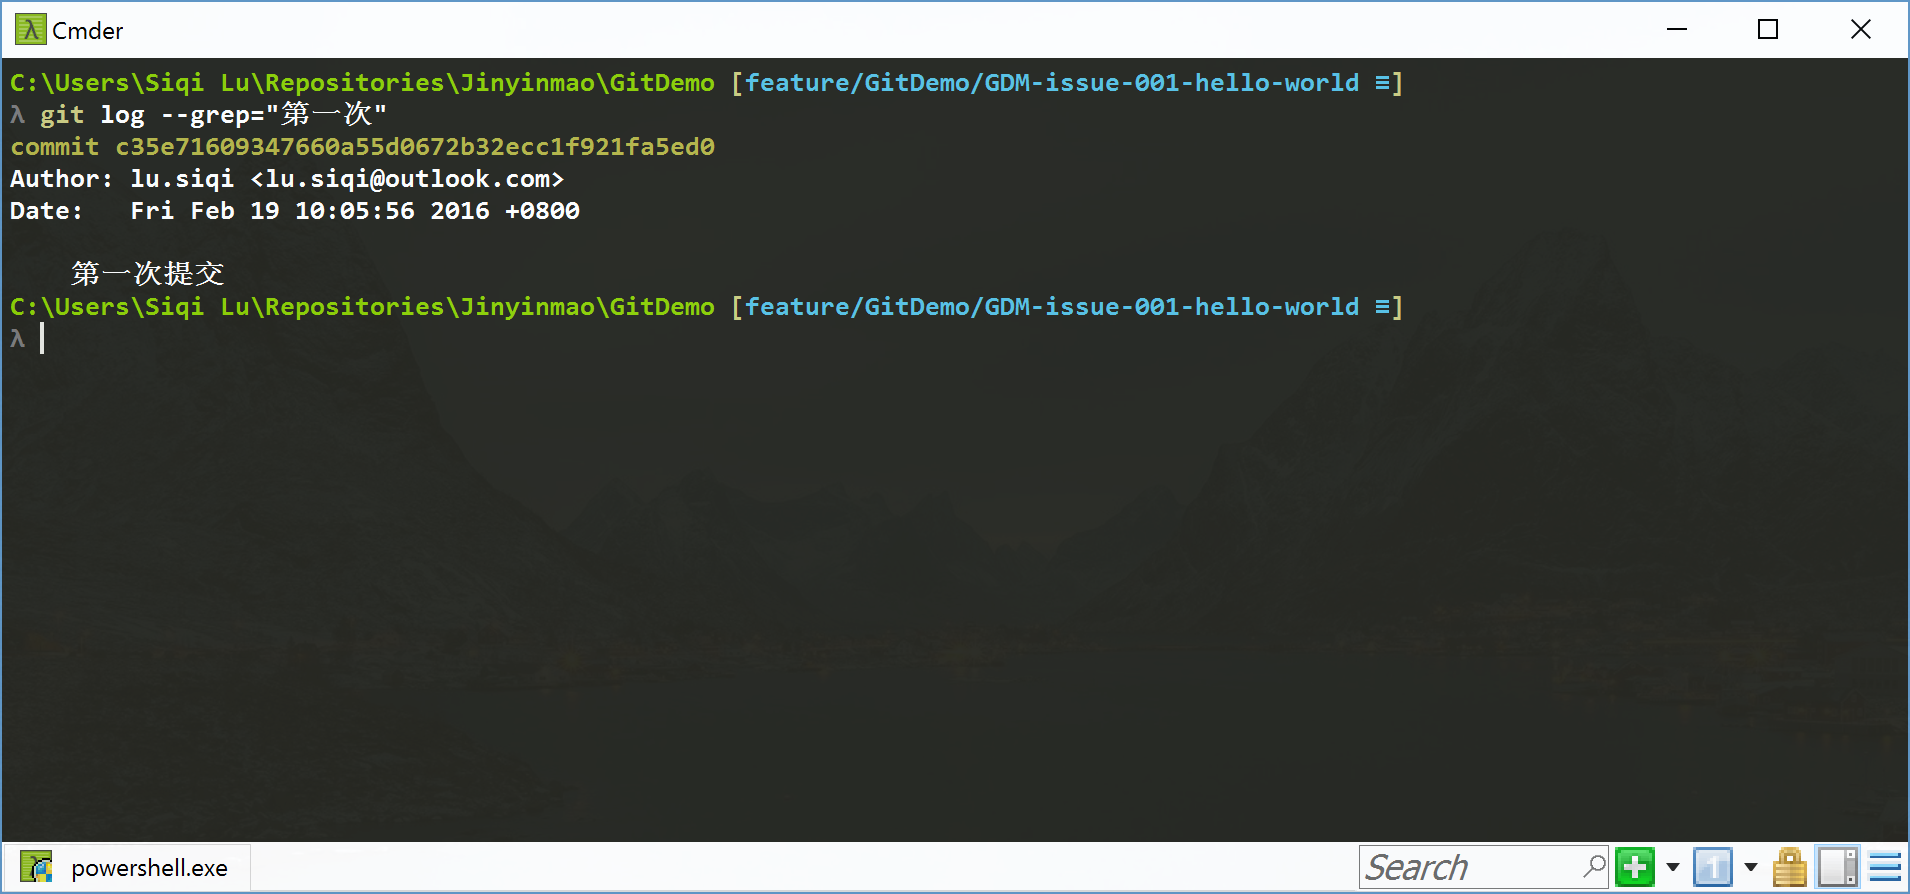 Cmder
C:\Users\Siqi Lu\Repositories\Jinyinmao\GitDemo [feature/GitDemo/GDM-issue-001-hello-world ≡]
λ git log --grep="第一次"
commit c35e71609347660a55d0672b32ecc1f921fa5ed0
Author: lu.siqi <lu.siqi@outlook.com>
Date:   Fri Feb 19 10:05:56 2016 +0800
    第一次提交
C:\Users\Siqi Lu\Repositories\Jinyinmao\GitDemo [feature/GitDemo/GDM-issue-001-hello-world ≡]
λ
powershell.exe
Search
1